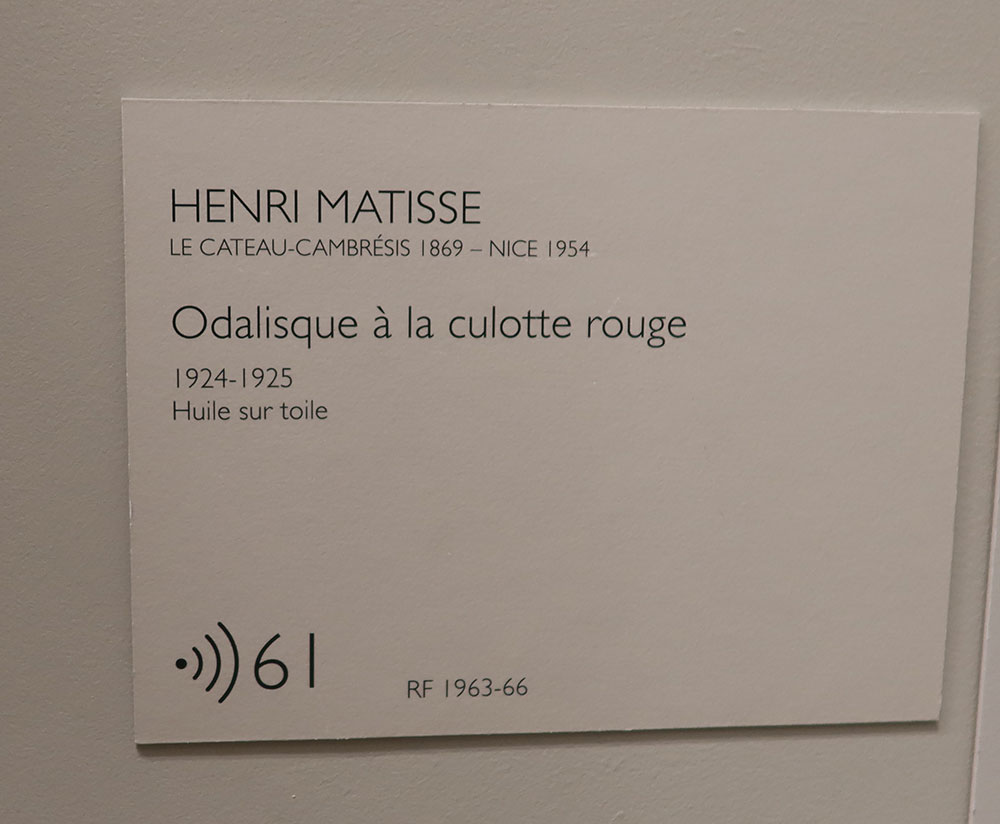 HENRI MATISSE
LE CATEAU-CAMBRÉSIS 1869 – NICE 1954
Odalisque à la culotte rouge
1924-1925
Huile sur toile
61
RF 1963-66